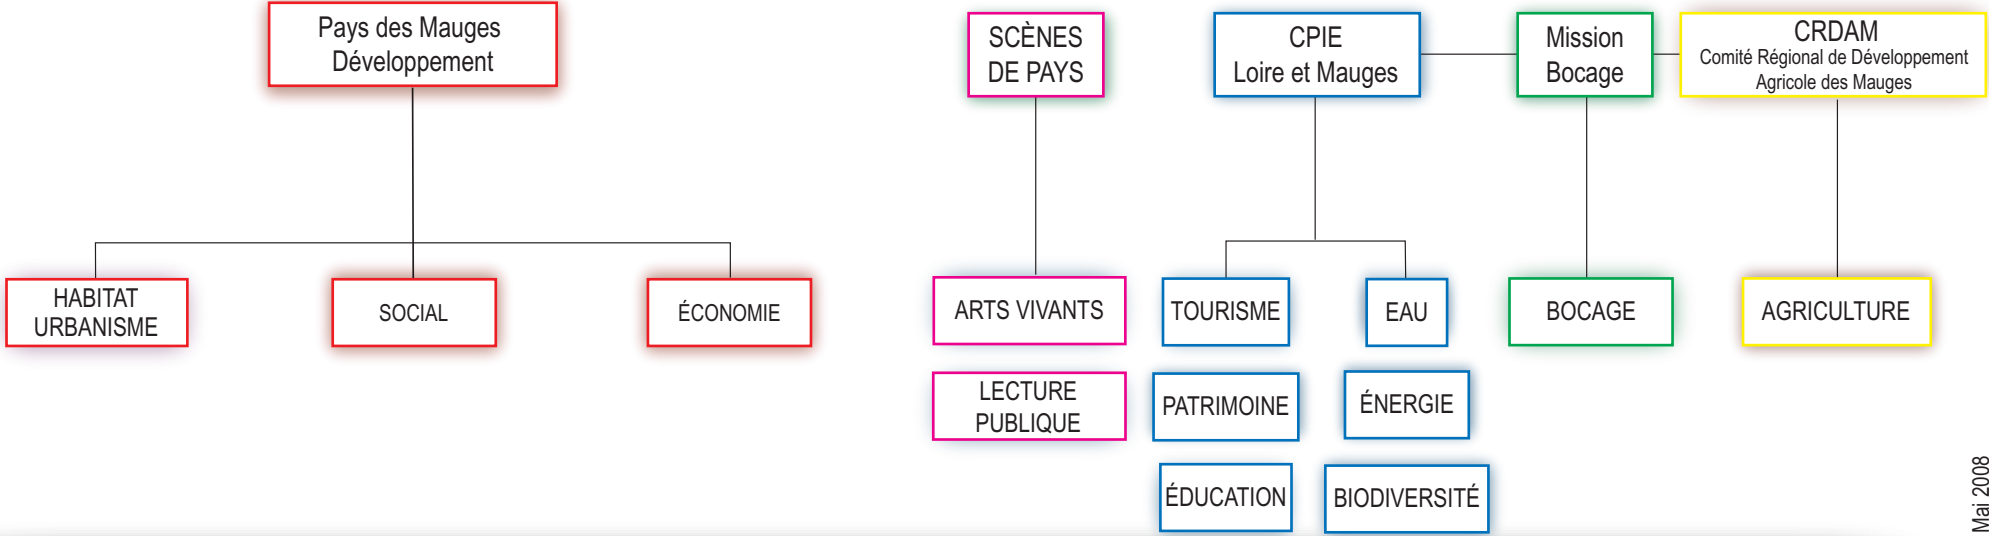 Pays des Mauges
Développement
SCÈNES
DE PAYS
CPIE
Loire et Mauges
Mission
Bocage
CRDAM
Comité Régional de Développement
Agricole des Mauges
HABITAT
URBANISME
SOCIAL
ÉCONOMIE
ARTS VIVANTS
TOURISME
EAU
BOCAGE
AGRICULTURE
LECTURE
PUBLIQUE
PATRIMOINE
ÉNERGIE
ÉDUCATION
BIODIVERSITÉ
Mai 2008